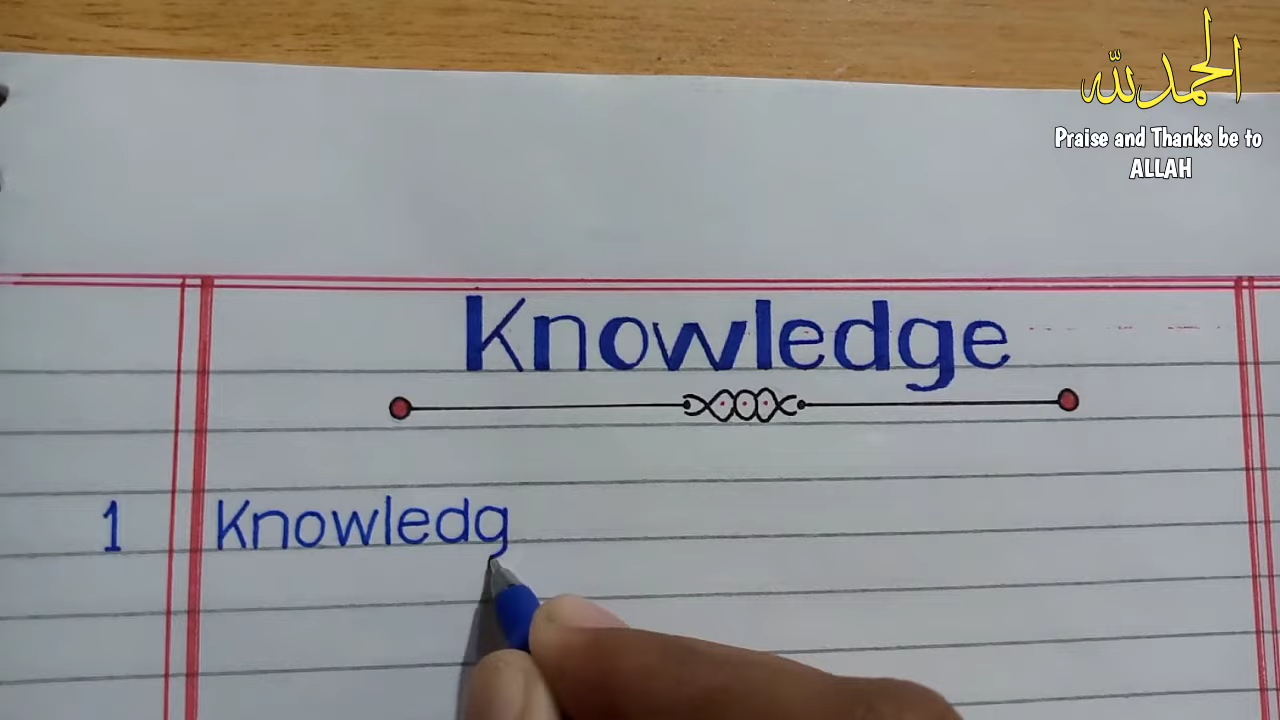 الحمدلله
Praise and Thanks be to
ALLAH
Knowledge
1 Knowledg